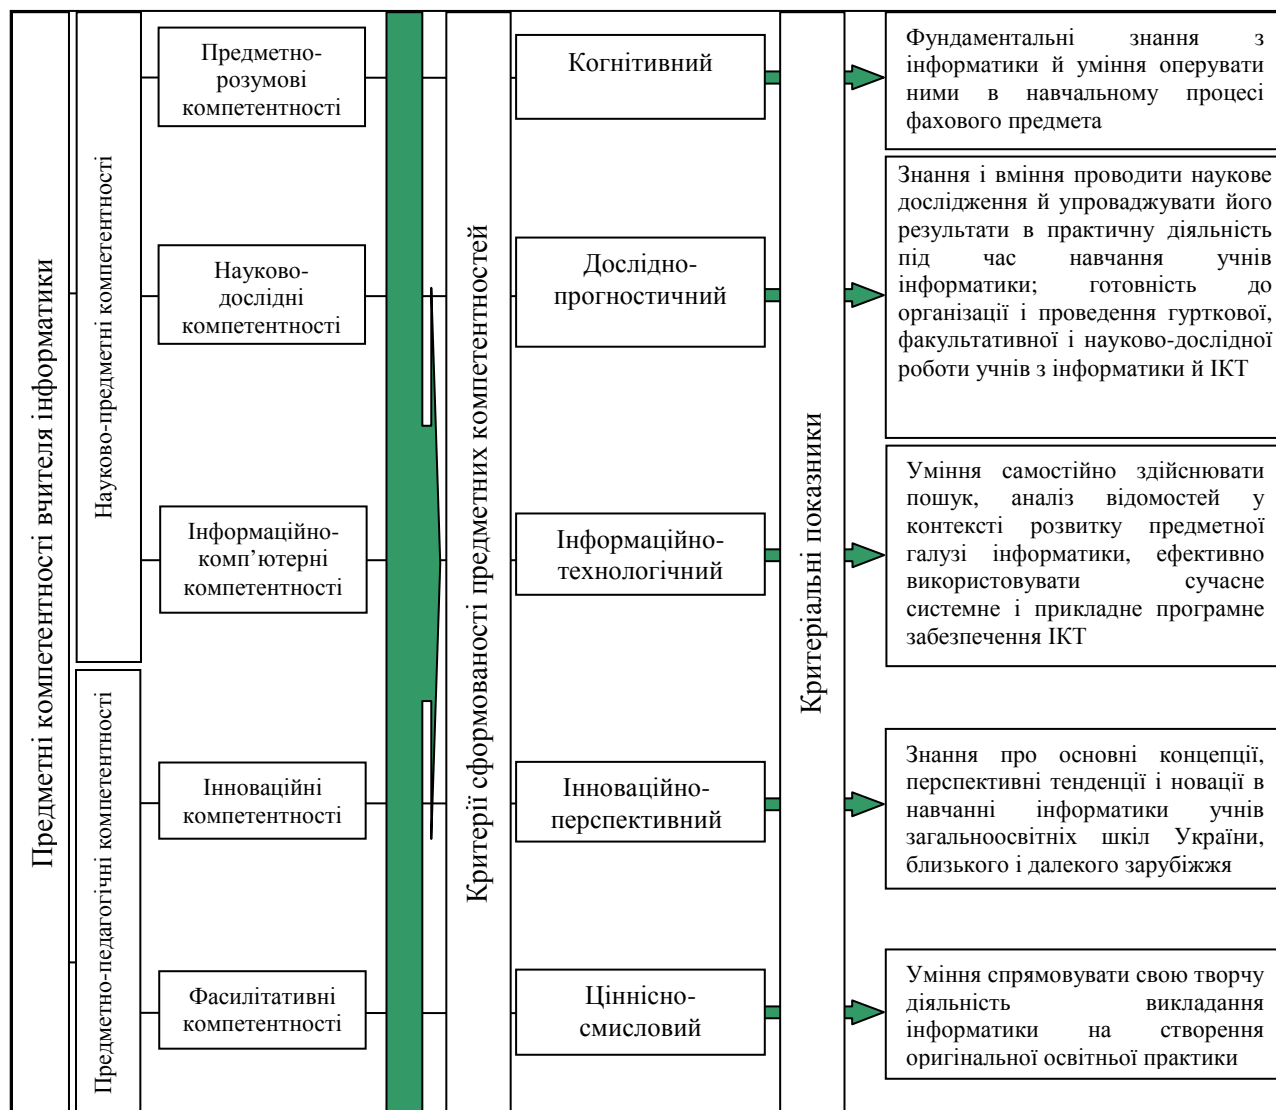 Предметні компетентності вчителя інформатики
Науково-предметні компетентності
Предметно-педагогічні компетентності
Предметно-
розумові
компетентності
Науково-
дослідні
компетентності
Інформаційно-
комп’ютерні
компетентності
Інноваційні
компетентності
Фасилітативні
компетентності
Критерії сформованості предметних компетентностей
Когнітивний
Дослідно-
прогностичний
Інформаційно-
технологічний
Інноваційно-
перспективний
Ціннісно-
смисловий
Критеріальні показники
Фундаментальні знання з
інформатики й уміння оперувати
ними в навчальному процесі
фахового предмета
Знання і вміння проводити наукове
дослідження й упроваджувати його
результати в практичну діяльність
під час навчання учнів
інформатики; готовність до
організації і проведення гурткової,
факультативної і науково-дослідної
роботи учнів з інформатики й ІКТ
Уміння самостійно здійснювати
пошук, аналіз відомостей у
контексті розвитку предметної
галузі інформатики, ефективно
використовувати сучасне
системне і прикладне програмне
забезпечення ІКТ
Знання про основні концепції,
перспективні тенденції і новації в
навчанні інформатики учнів
загальноосвітніх шкіл України,
близького і далекого зарубіжжя
Уміння спрямовувати свою творчу
діяльність викладання
інформатики на створення
оригінальної освітньої практики